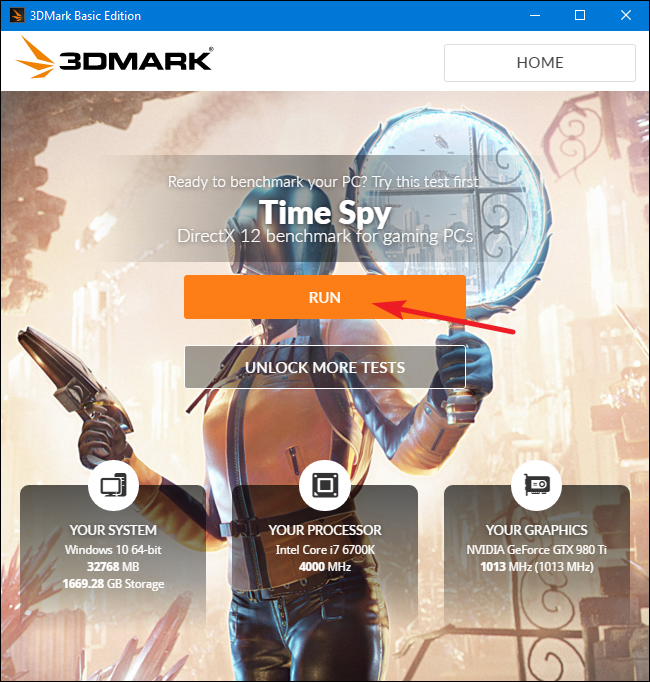 3DMark Basic Edition
3DMARK®
HOME
Ready to benchmark your PC? Try this test first
Time Spy
DirectX 12 benchmark for gaming PCs
RUN
UNLOCK MORE TESTS
YOUR SYSTEM
Windows 10 64-bit
32768 MB
1669.28 GB Storage
YOUR PROCESSOR
Intel Core i7 6700K
4000 MHz
YOUR GRAPHICS
NVIDIA GeForce GTX 980 Ti
1013 MHz (1013 MHz)